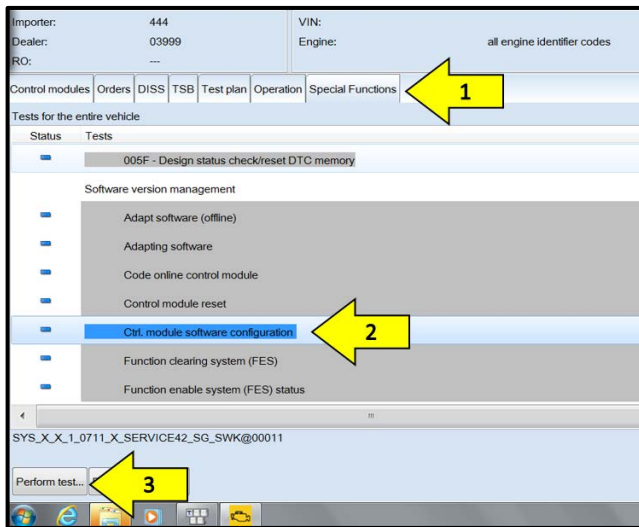 Importer: 444 VIN:
Dealer: 03999 Engine: all engine identifier codes
RO: ---
Control modules Orders DISS TSB Test plan Operation Special Functions
1
Tests for the entire vehicle
Status Tests
005F - Design status check/reset DTC memory
Software version management
Adapt software (offline)
Adapting software
Code online control module
Control module reset
Ctrl. module software configuration
2
Function clearing system (FES)
Function enable system (FES) status
SYS_X_X_1_0711_X_SERVICE42_SG_SWK@00011
Perform test...
3